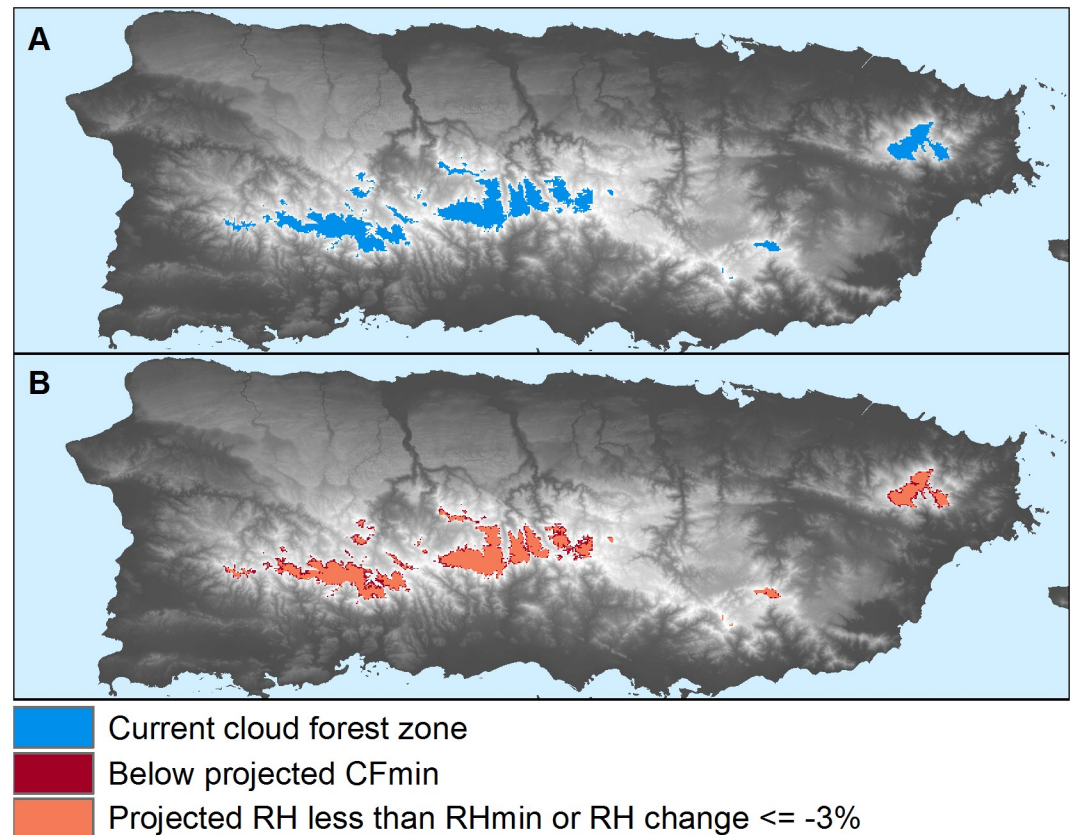 A
B
Current cloud forest zone
Below projected CFmin
Projected RH less than RHmin or RH change <= -3%